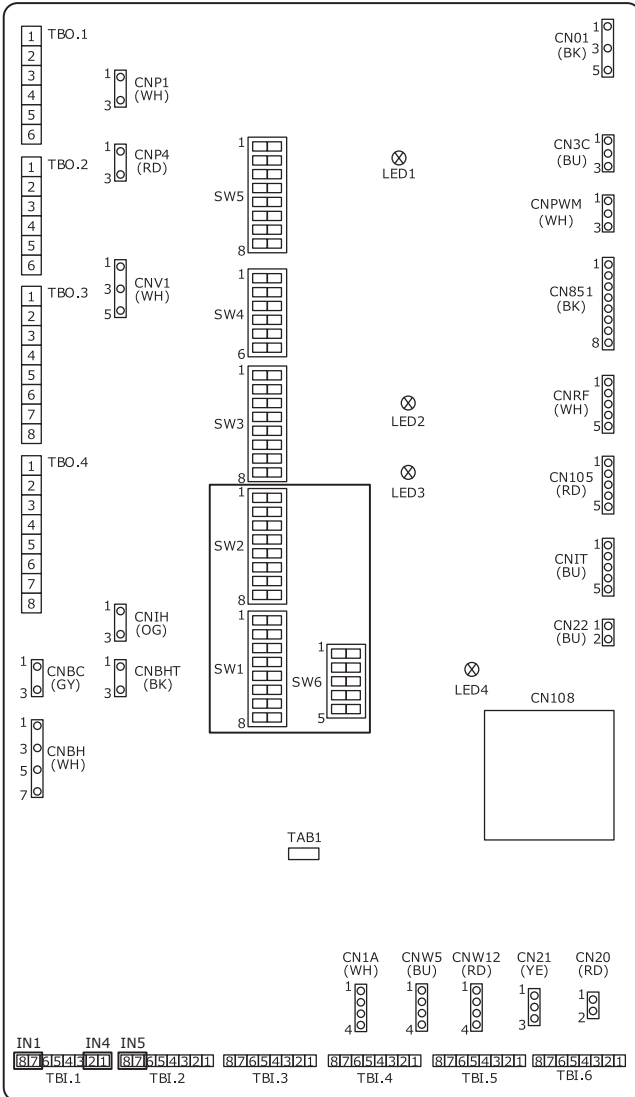 TBO.1
1
2
3
4
5
6
1
3
CNP1
(WH)
TBO.2
1
2
3
4
5
6
1
3
CNP4
(RD)
TBO.3
1
2
3
4
5
6
7
8
1
3
5
CNV1
(WH)
TBO.4
1
2
3
4
5
6
7
8
1
3
CNIH
(OG)
1
3
CNBC
(GY)
1
3
CNBHT
(BK)
1
3
5
7
CNBH
(WH)
1
SW5
8
1
SW4
6
1
SW3
8
1
SW2
8
1
SW1
8
1
SW6
5
LED1
LED2
LED3
LED4
CN01
(BK)
1
3
5
CN3C
(BU)
1
3
CNPWM
(WH)
1
3
CN851
(BK)
1
8
CNRF
(WH)
1
5
CN105
(RD)
1
5
CNIT
(BU)
1
5
CN22
(BU)
1
2
CN108
TAB1
CN1A
(WH)
1
4
CNW5
(BU)
1
4
CNW12
(RD)
1
4
CN21
(YE)
1
3
CN20
(RD)
1
2
IN1 IN4 IN5
87654321 87654321 87654321 87654321 87654321 87654321
TBI.1 TBI.2 TBI.3 TBI.4 TBI.5 TBI.6